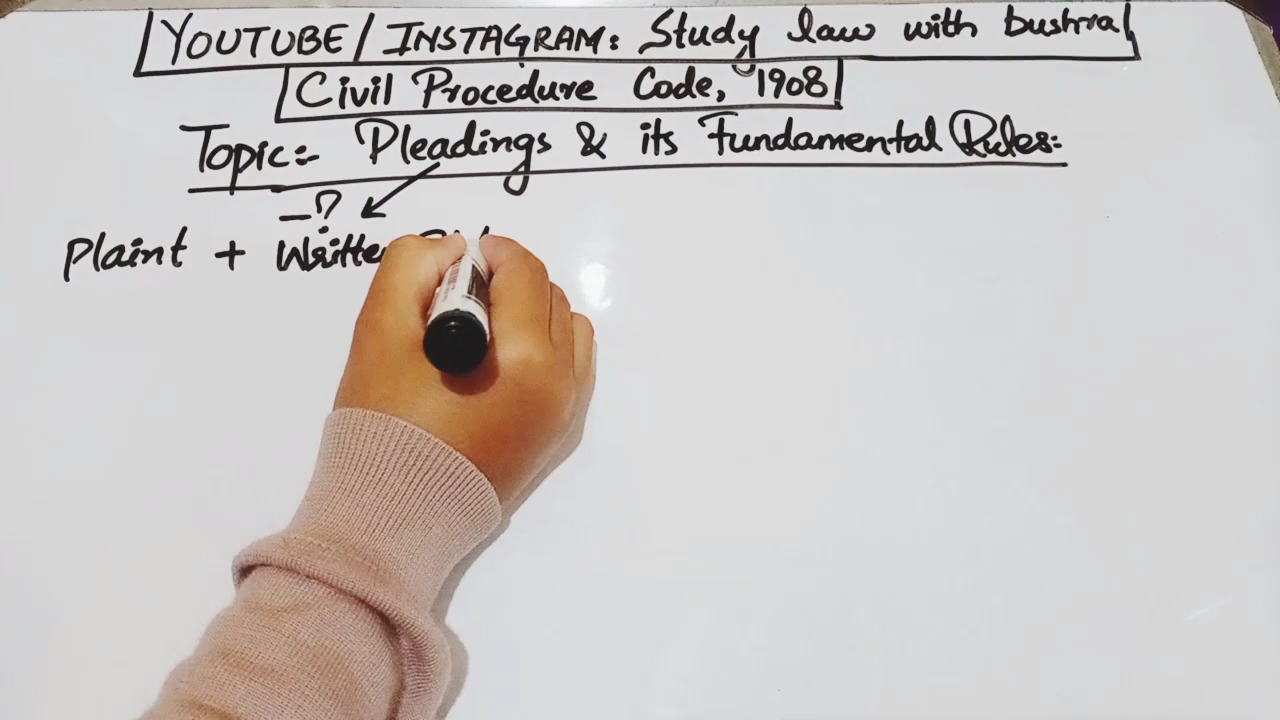 YOUTUBE/INSTAGRAM: Study law with bushra
Civil Procedure Code, 1908
Topic:- Pleadings & its Fundamental Rules:-
?
Plaint +